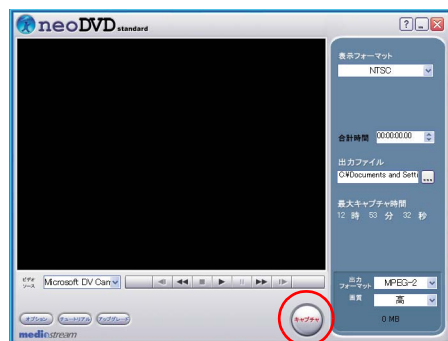 neoDVD standard
表示フォーマット
NTSC
合計時間 00:00:00:00
出力ファイル
C:¥Documents and Setti ...
最大キャプチャ時間
12 時 53 分 32 秒
ビデオ
ソース
Microsoft DV Cam
出力
フォーマット
MPEG-2
画質
高
0 MB
オプション チュートリアル アップグレード
キャプチャ
medinstream